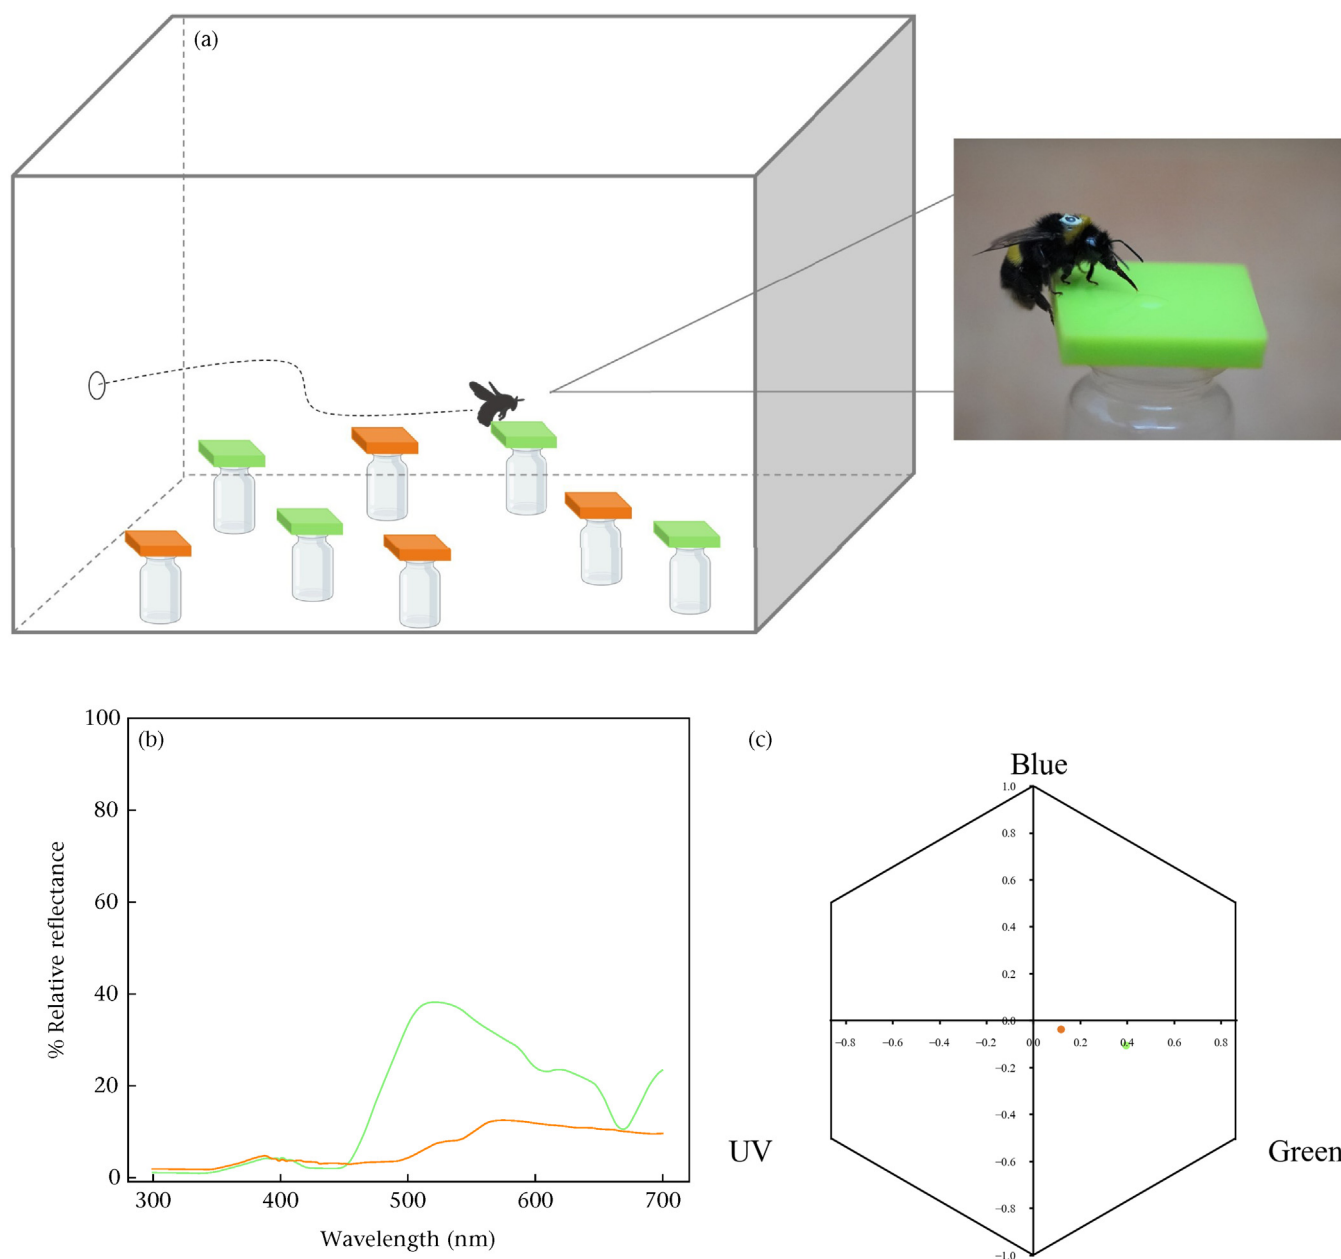 (a)
(b)
100
80
60
40
20
0
% Relative reflectance
300 400 500 600 700
Wavelength (nm)
(c)
Blue
1.0
0.8
0.6
0.4
0.2
0.0
−0.8 −0.6 −0.4 −0.2 0.0 0.2 0.4 0.6 0.8
−0.2
−0.4
−0.6
−0.8
−1.0
UV
Green